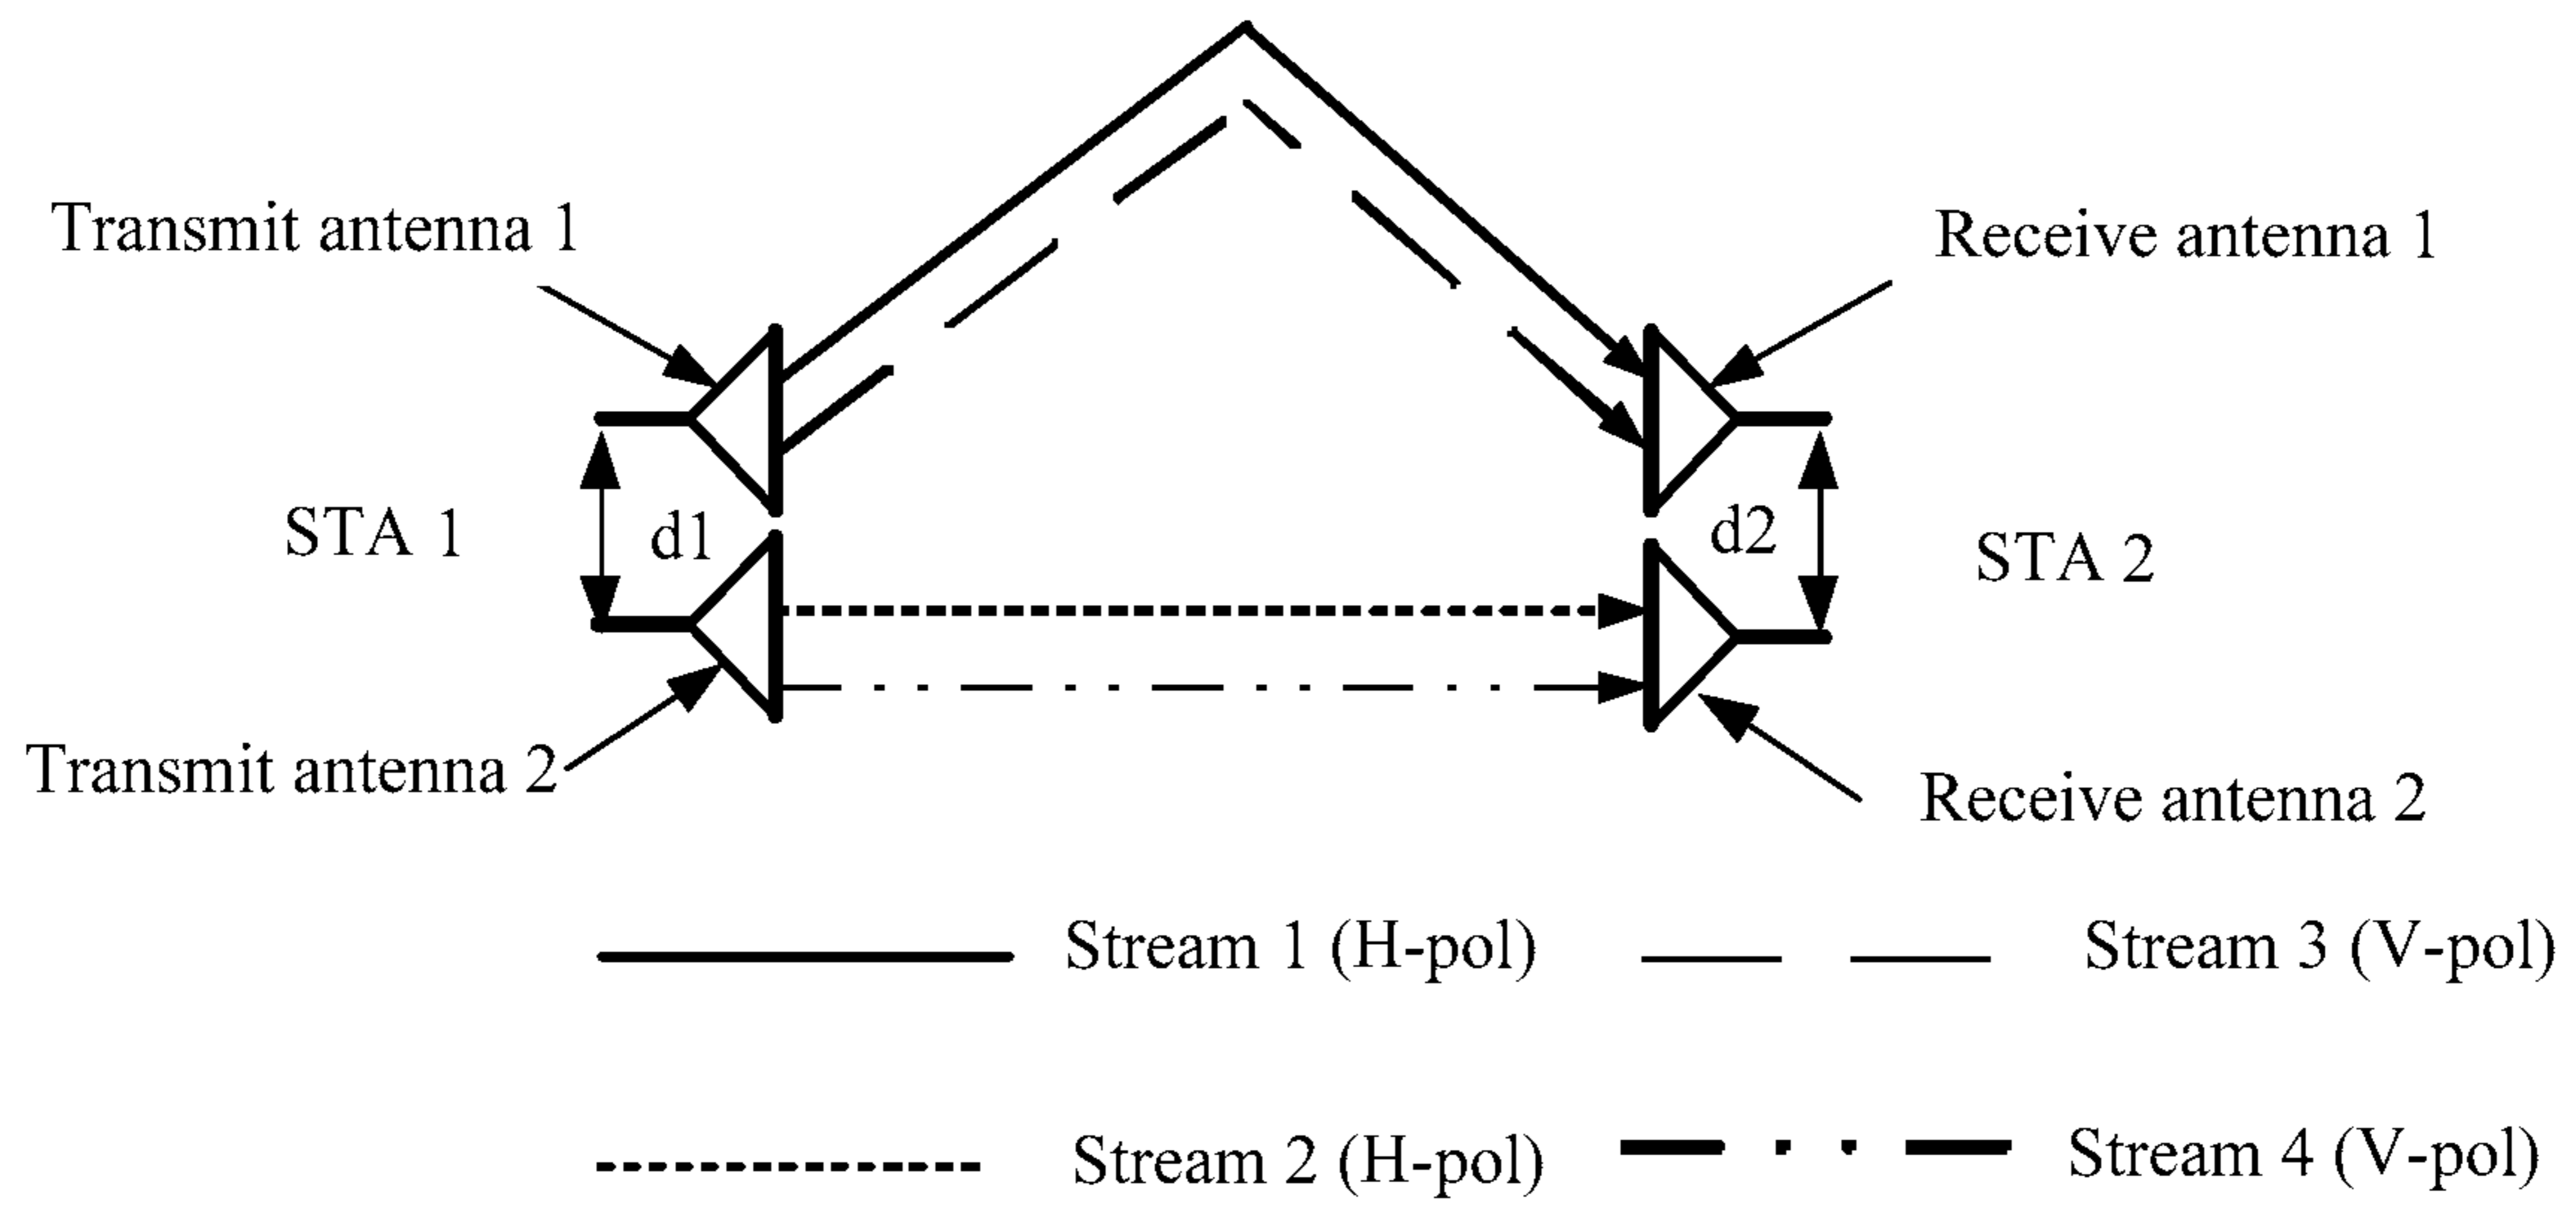 Transmit antenna 1
Receive antenna 1
STA 1
d1
d2
STA 2
Transmit antenna 2
Receive antenna 2
Stream 1 (H-pol)
Stream 3 (V-pol)
Stream 2 (H-pol)
Stream 4 (V-pol)